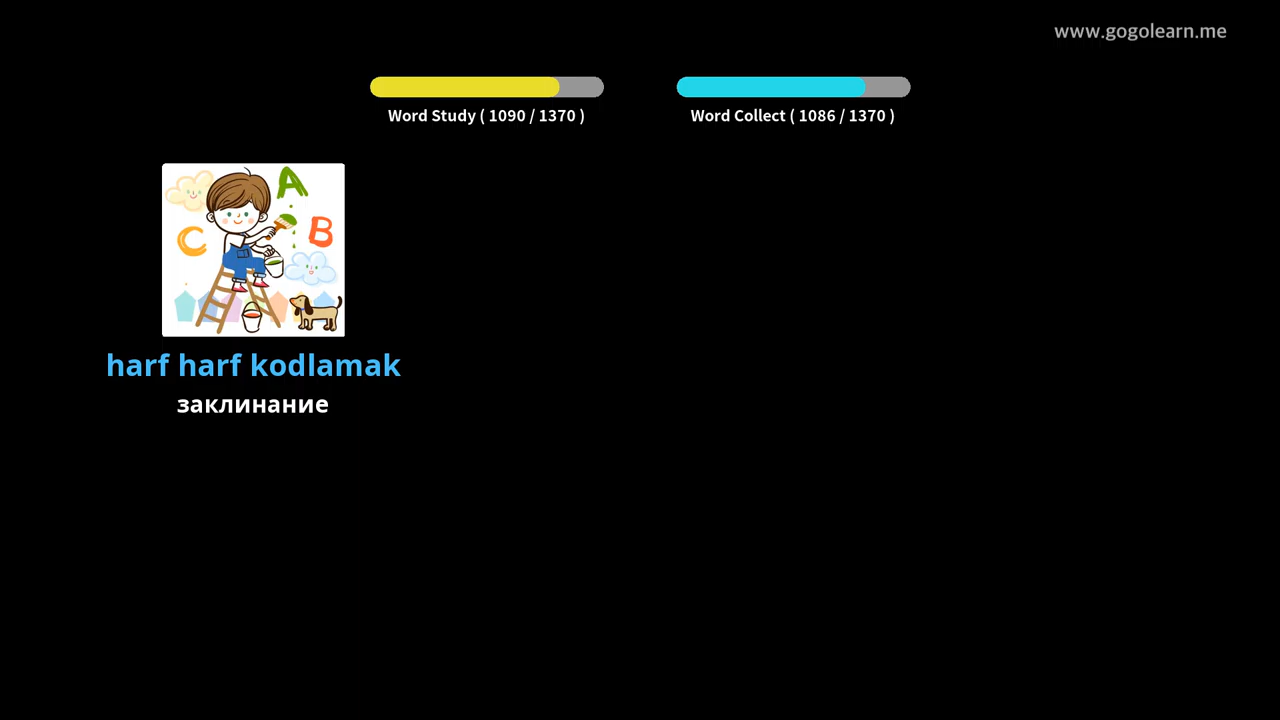 www.gogolearn.me
Word Study ( 1090 / 1370 )
Word Collect ( 1086 / 1370 )
A
B
C
harf harf kodlamak
заклинание